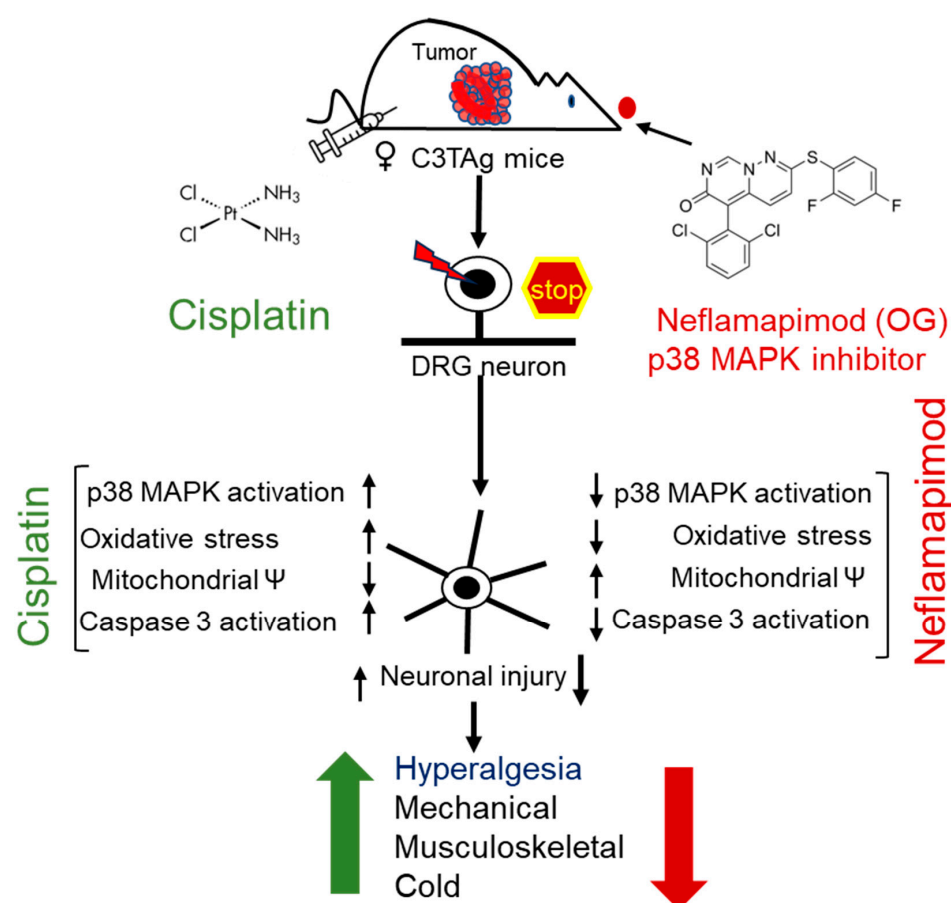 Tumor
♀ C3TAg mice
Cl
NH₃
Pt
Cl
NH₃
N
N
N
S
O
F
F
Cl
Cl
Cisplatin
stop
Neflamapimod (OG)
p38 MAPK inhibitor
DRG neuron
Cisplatin
p38 MAPK activation ↑
Oxidative stress ↑
Mitochondrial Ψ ↓
Caspase 3 activation ↑
↓ p38 MAPK activation
↓ Oxidative stress
↑ Mitochondrial Ψ
↓ Caspase 3 activation
Neflamapimod
↑ Neuronal injury ↓
Hyperalgesia
Mechanical
Musculoskeletal
Cold